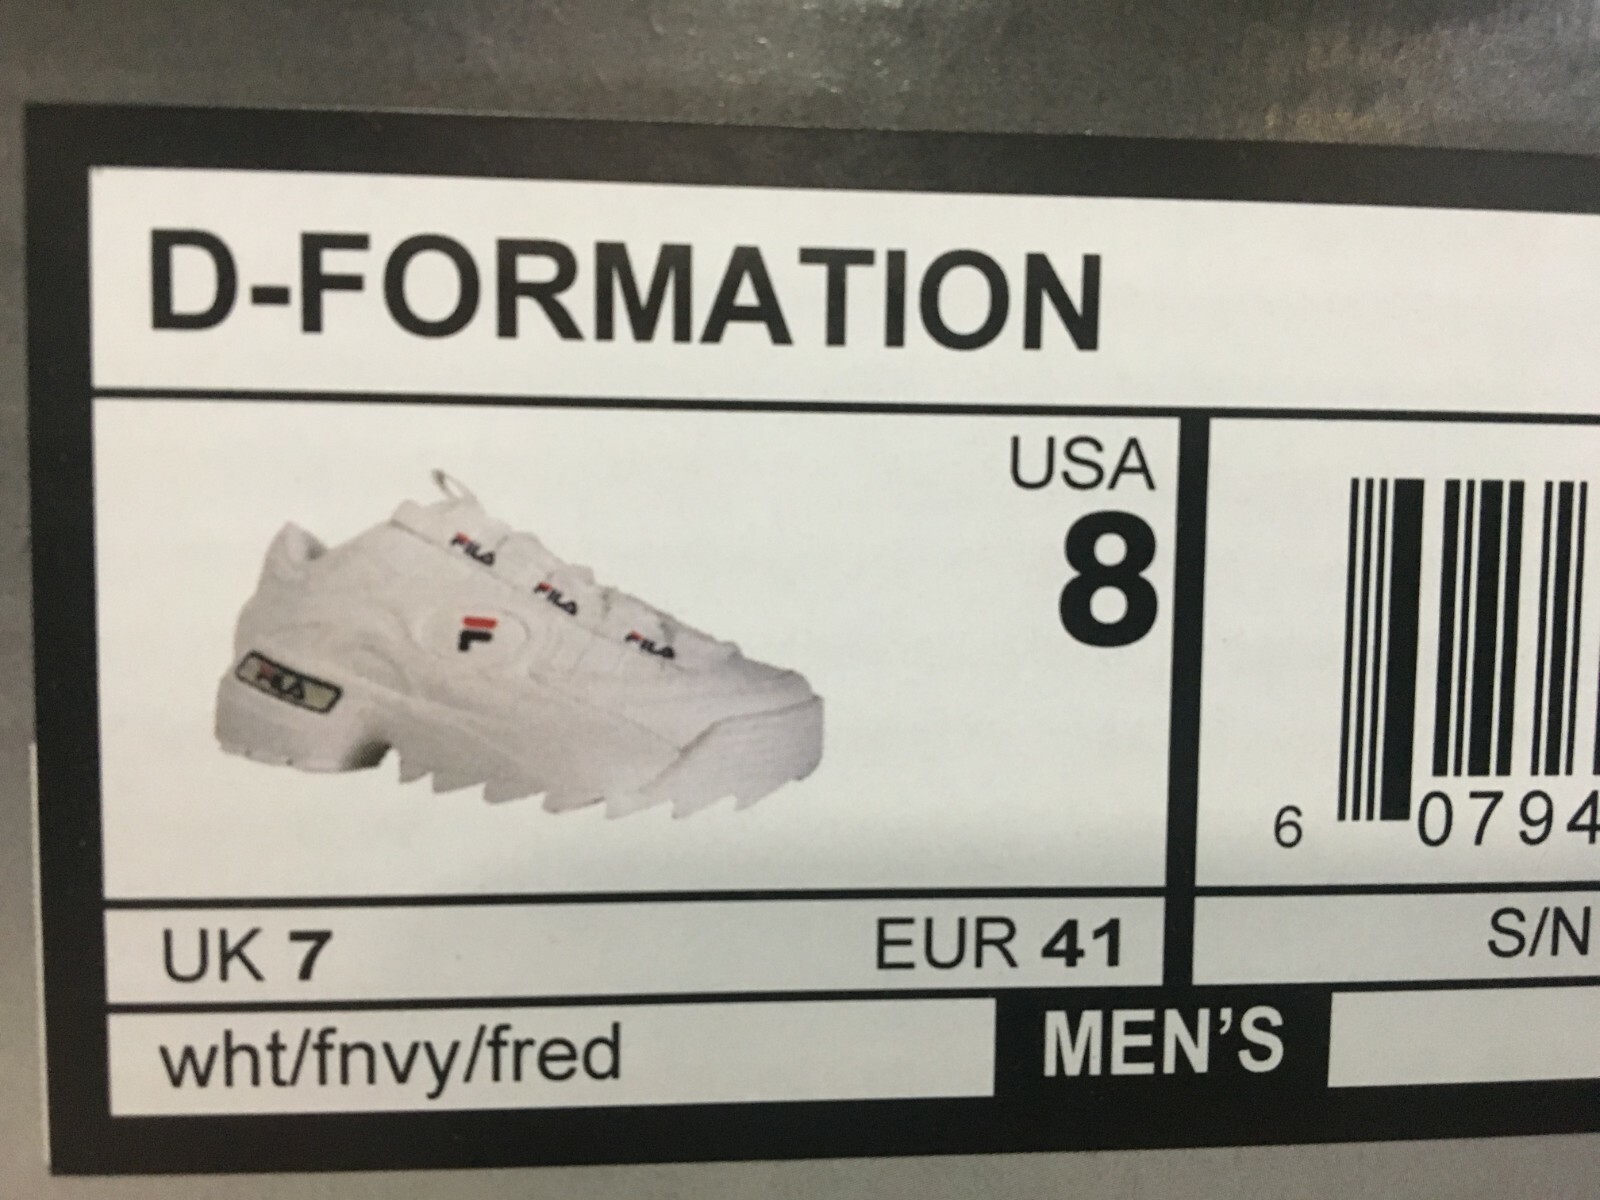 D-FORMATION
USA
8
FILA
FILA
FILA
F
FILA
6 0794
UK 7
EUR 41
S/N
wht/fnvy/fred
MEN'S